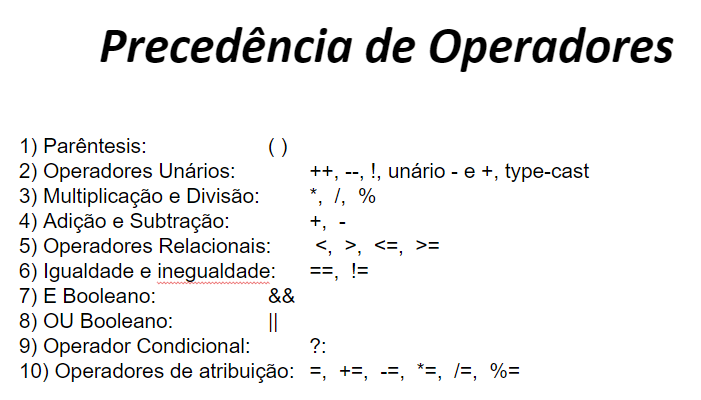 Precedência de Operadores
1) Parêntesis: ( )
2) Operadores Unários: ++, --, !, unário - e +, type-cast
3) Multiplicação e Divisão: *, /, %
4) Adição e Subtração: +, -
5) Operadores Relacionais: <, >, <=, >=
6) Igualdade e inegualdade: ==, !=
7) E Booleano: &&
8) OU Booleano: ||
9) Operador Condicional: ?:
10) Operadores de atribuição: =, +=, -=, *=, /=, %=